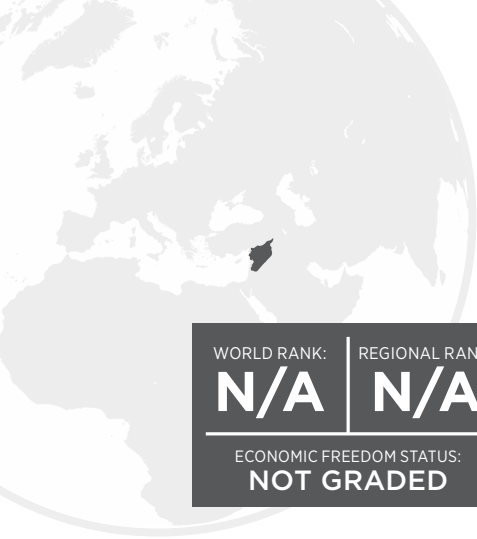 WORLD RANK: REGIONAL RAN
N/A N/A
ECONOMIC FREEDOM STATUS:
NOT GRADED